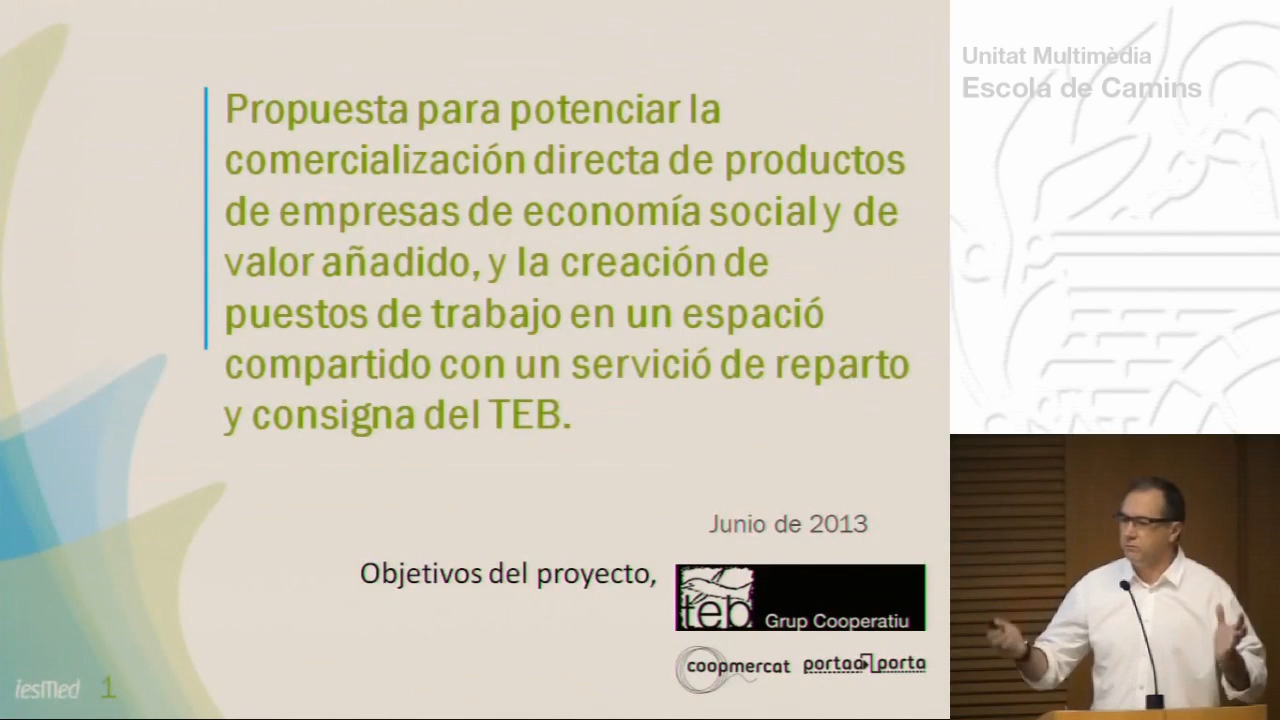 Propuesta para potenciar la
comercialización directa de productos
de empresas de economía social y de
valor añadido, y la creación de
puestos de trabajo en un espació
compartido con un servició de reparto
y consigna del TEB.
Junio de 2013
Objetivos del proyecto,
teb
Grup Cooperatiu
coopmercat
portaaporta
iesMed
1
Unitat Multimèdia
Escola de Camins